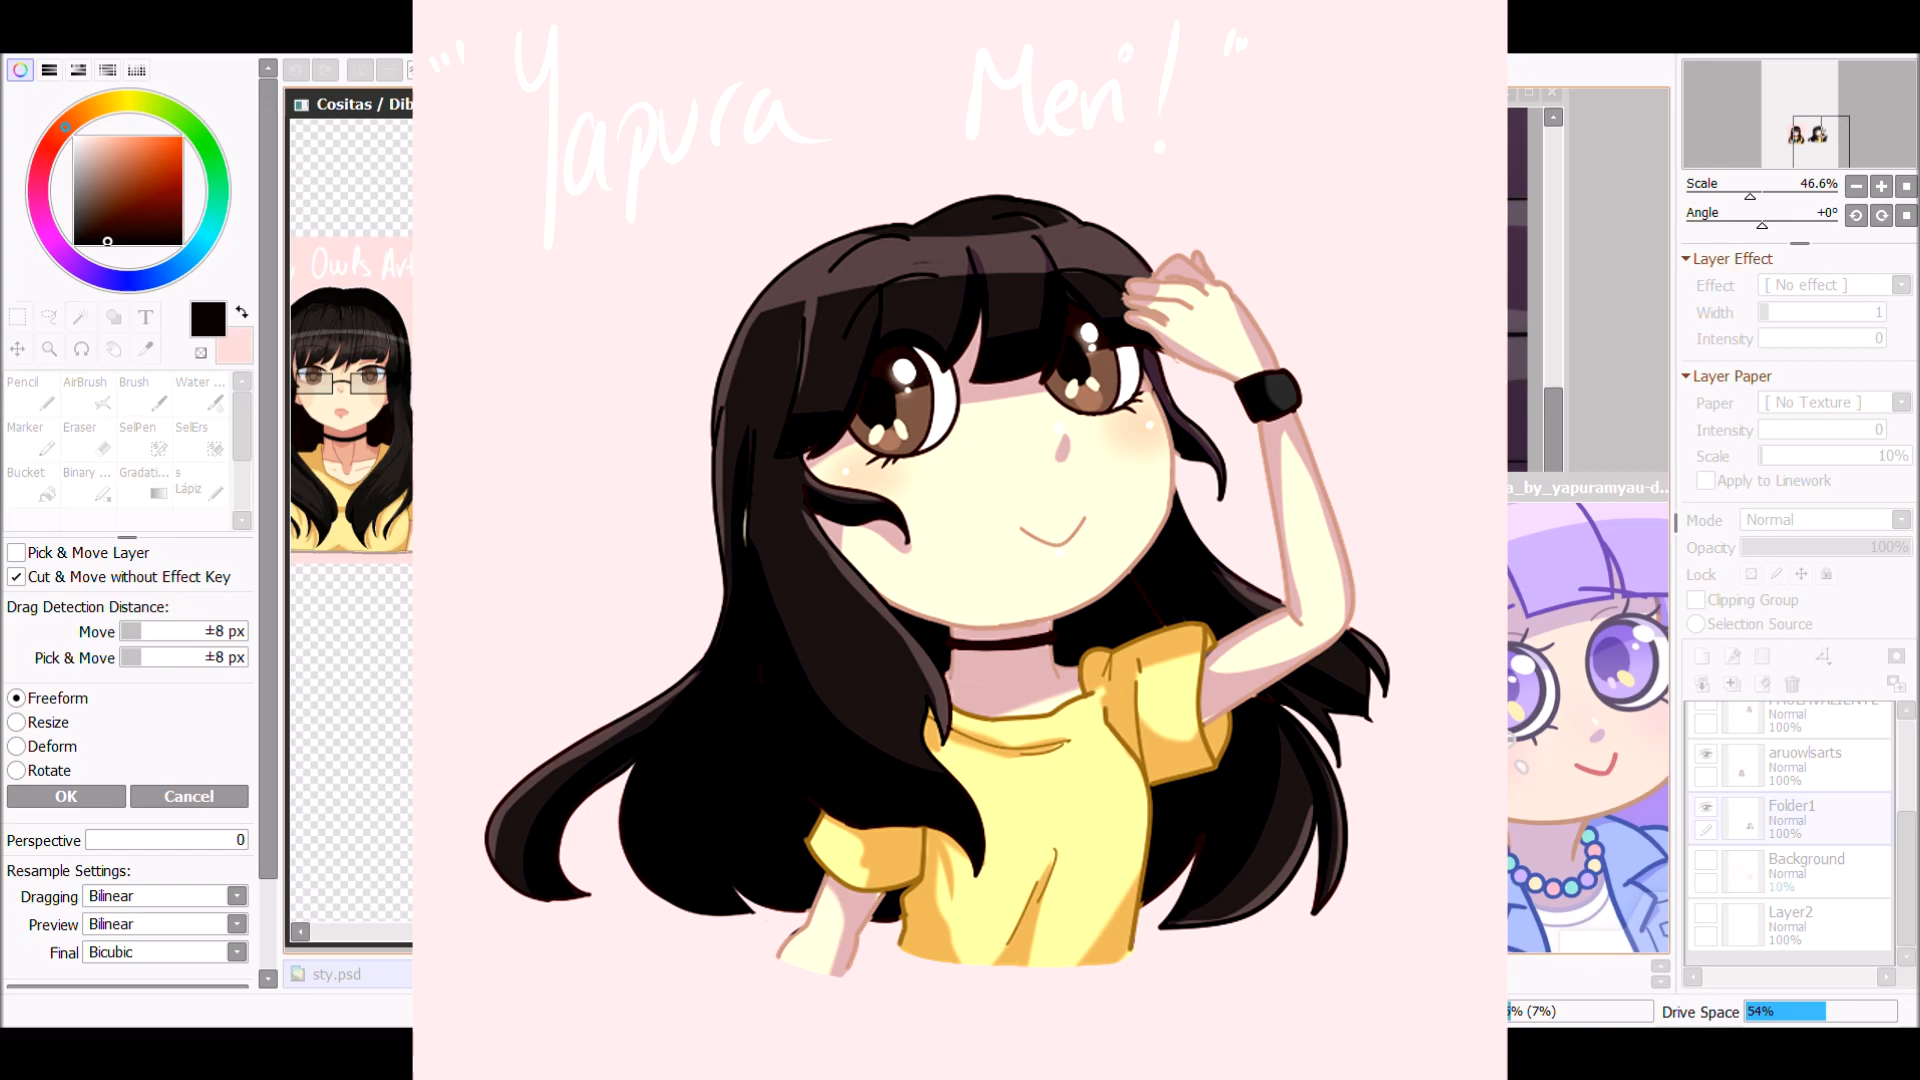 "' Yapura Meri! "
Cositas / Dib
Owls Art
Pencil AirBrush Brush Water ...
Marker Eraser SelPen SelErs
Bucket Binary ... Gradati... s Lápiz
Pick & Move Layer
Cut & Move without Effect Key
Drag Detection Distance:
Move ±8 px
Pick & Move ±8 px
Freeform
Resize
Deform
Rotate
OK Cancel
Perspective 0
Resample Settings:
Dragging Bilinear
Preview Bilinear
Final Bicubic
sty.psd
a_by_yapuramyau-d...
% (7%)
Scale 46.6%
Angle +0°
Layer Effect
Effect [ No effect ]
Width 1
Intensity 0
Layer Paper
Paper [ No Texture ]
Intensity 0
Scale 10%
Apply to Linework
Mode Normal
Opacity 100%
Lock
Clipping Group
Selection Source
Normal
100%
aruowlsarts
Normal
100%
Folder1
Normal
100%
Background
Normal
10%
Layer2
Normal
100%
Drive Space 54%